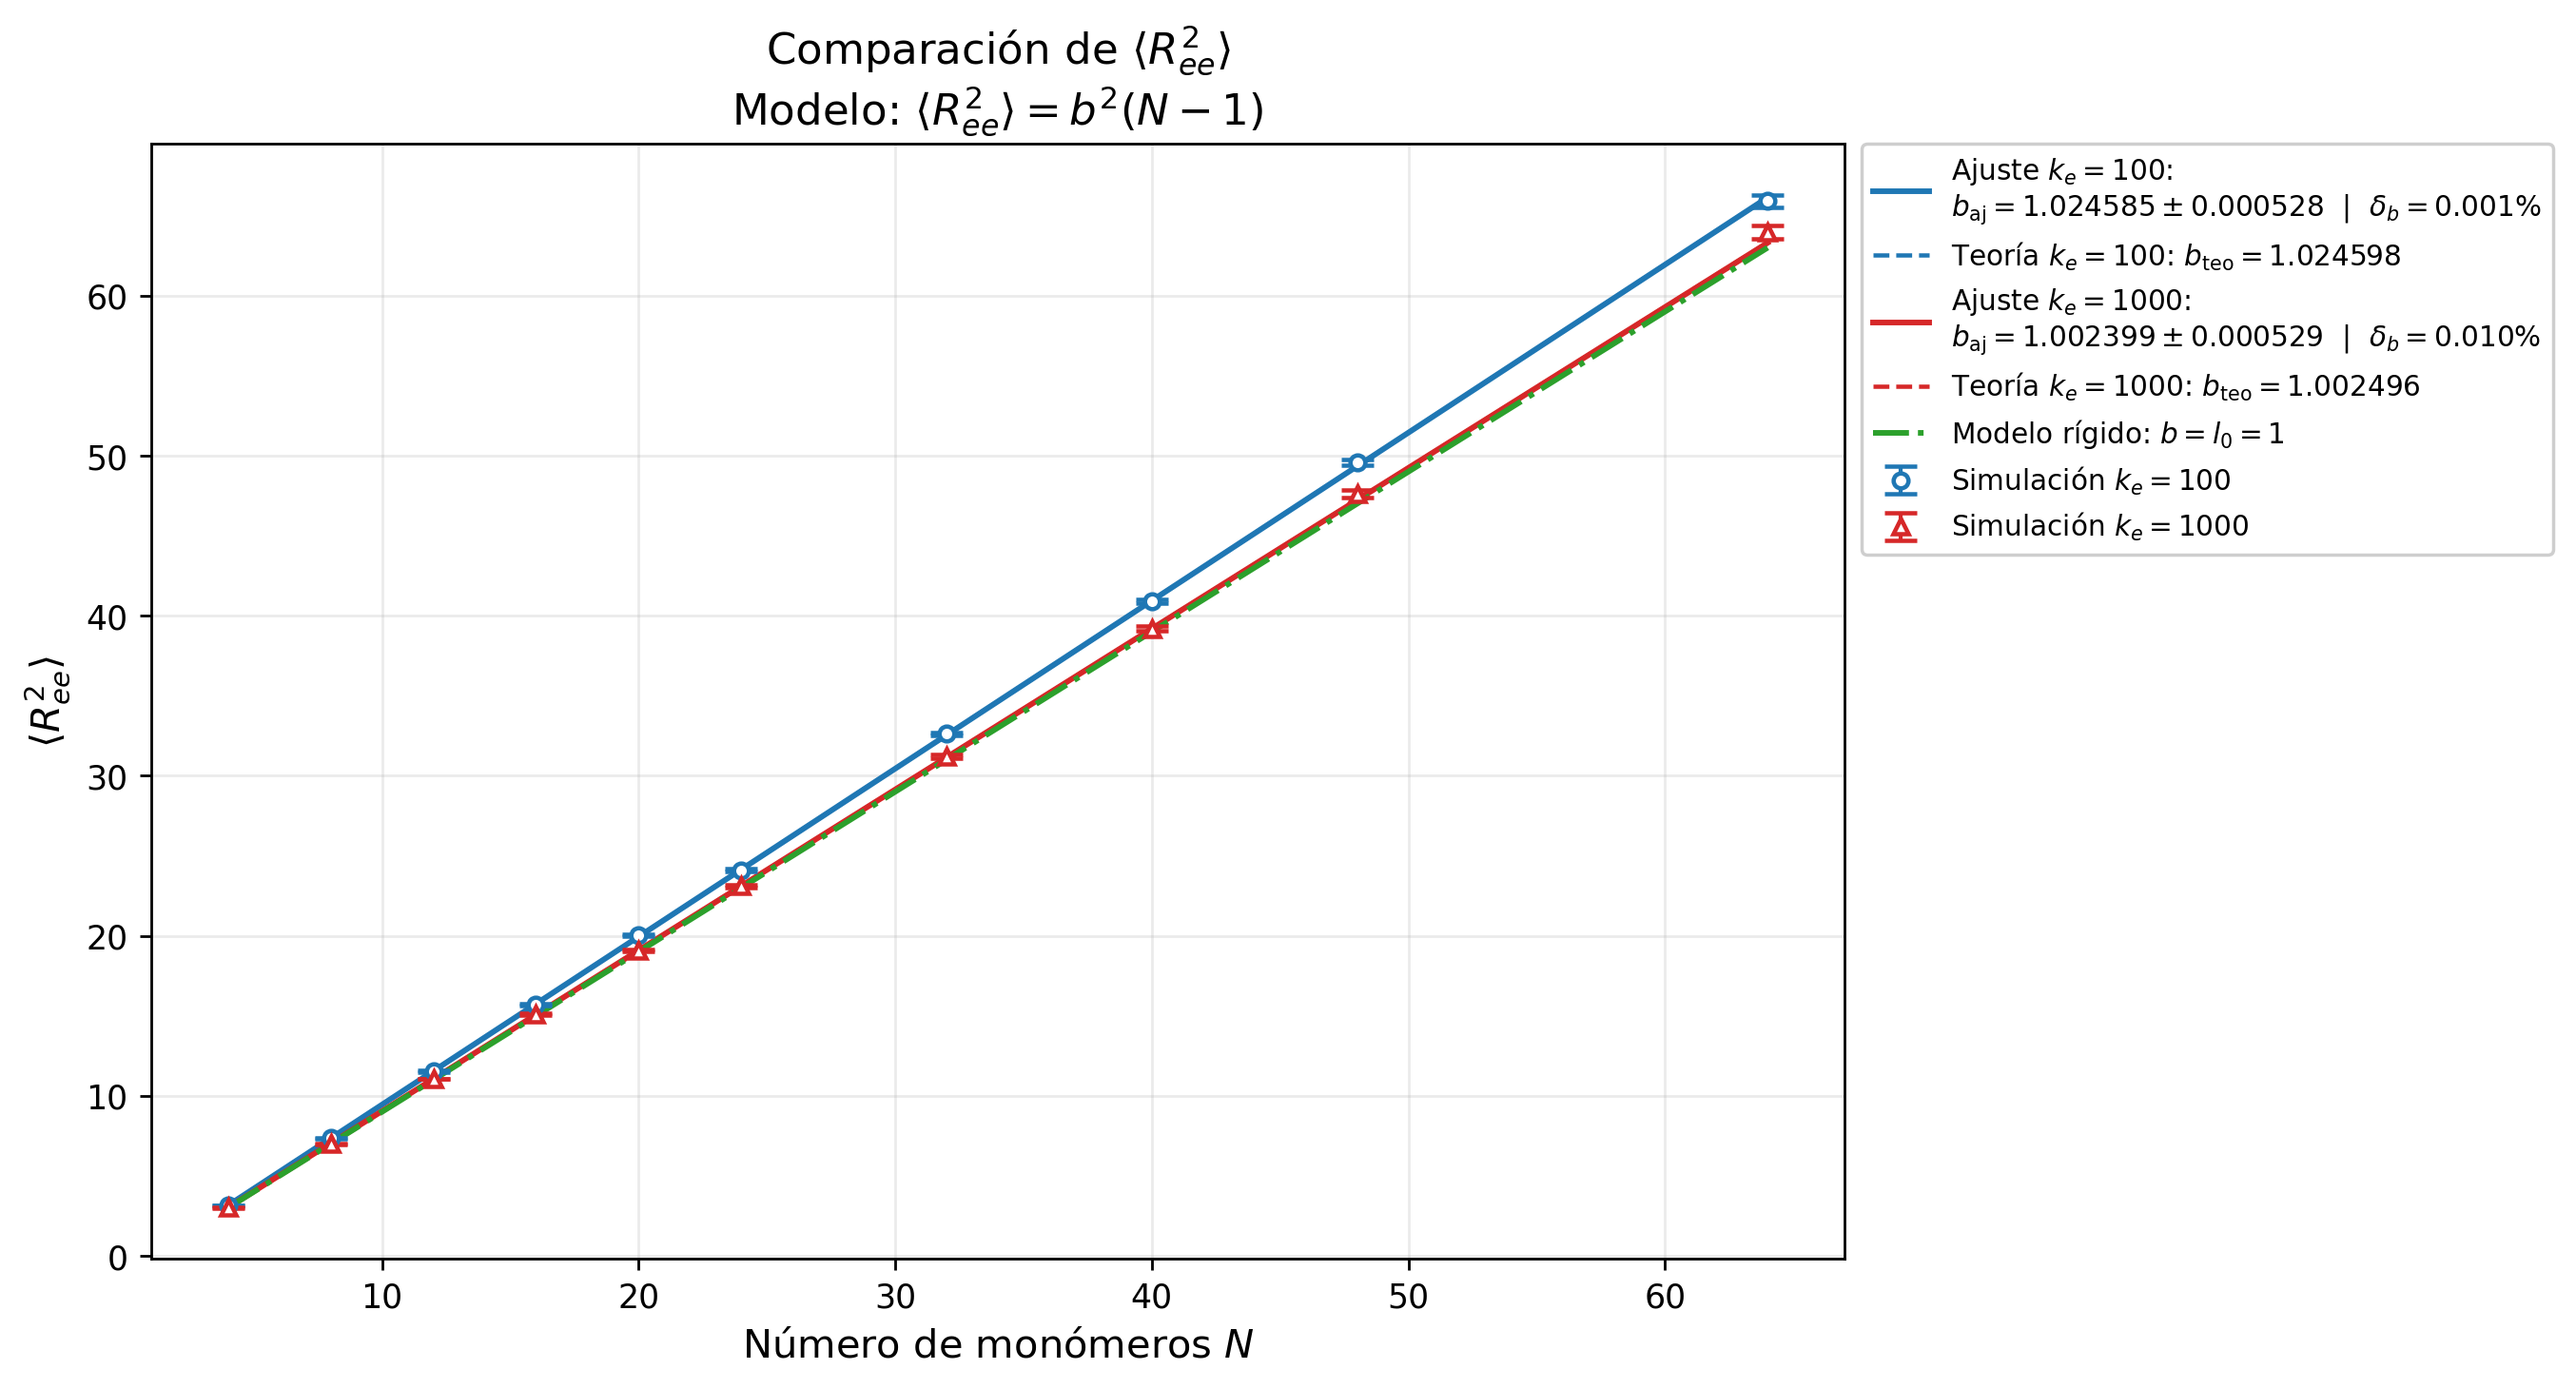 Comparación de ⟨R²ₑₑ⟩
Modelo: ⟨R²ₑₑ⟩ = b²(N − 1)
⟨R²ₑₑ⟩
60
50
40
30
20
10
0
10 20 30 40 50 60
Número de monómeros N
Ajuste kₑ = 100:
b_aj = 1.024585 ± 0.000528 | δ_b = 0.001%
Teoría kₑ = 100: b_teo = 1.024598
Ajuste kₑ = 1000:
b_aj = 1.002399 ± 0.000529 | δ_b = 0.010%
Teoría kₑ = 1000: b_teo = 1.002496
Modelo rígido: b = l₀ = 1
Simulación kₑ = 100
Simulación kₑ = 1000